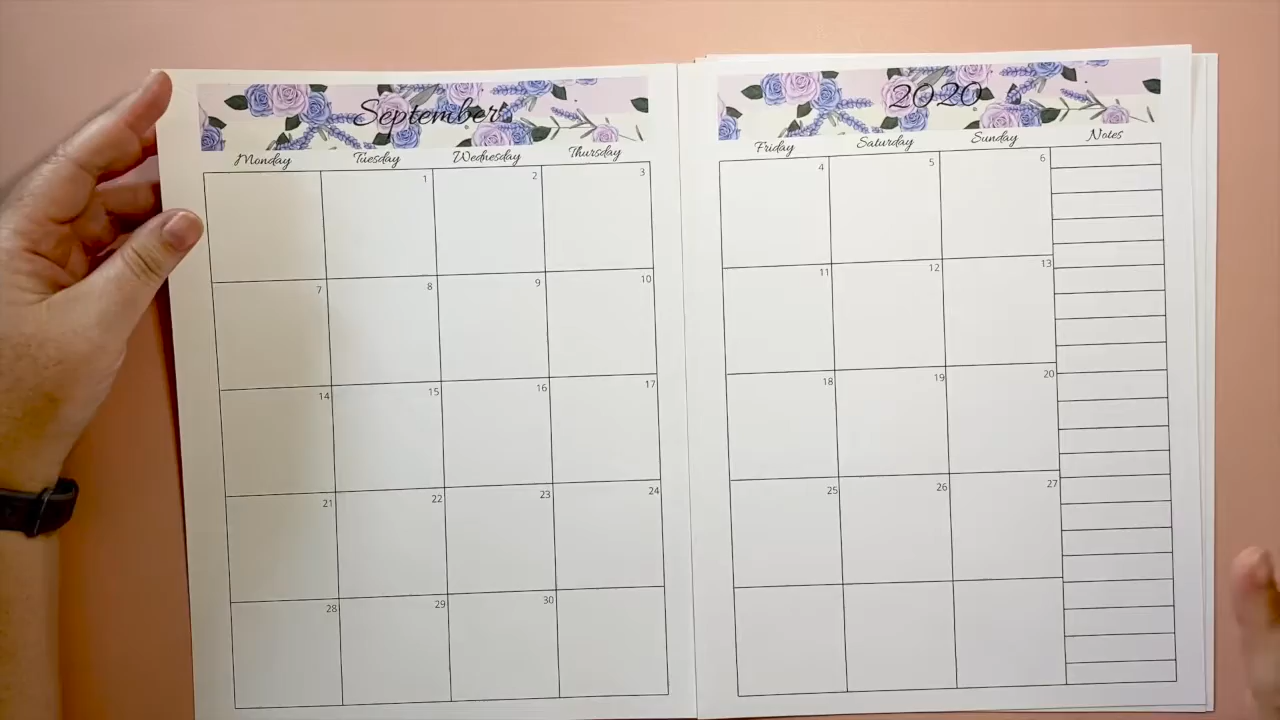 September 2020
Monday Tuesday Wednesday Thursday Friday Saturday Sunday Notes
1 2 3 4 5 6
7 8 9 10 11 12 13
14 15 16 17 18 19 20
21 22 23 24 25 26 27
28 29 30